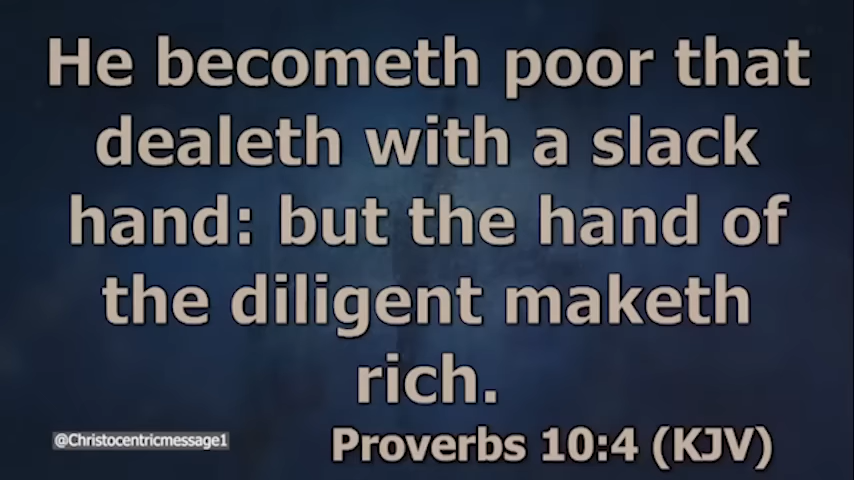 He becometh poor that
dealeth with a slack
hand: but the hand of
the diligent maketh
rich.
@Christocentricmessage1
Proverbs 10:4 (KJV)